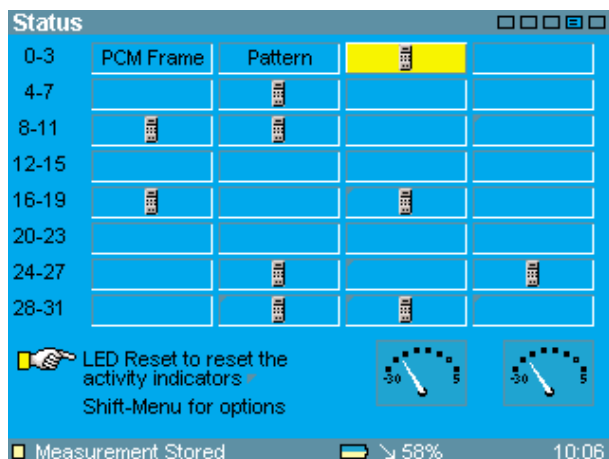 Status
0-3 PCM Frame Pattern
4-7
8-11
12-15
16-19
20-23
24-27
28-31
LED Reset to reset the
activity indicators
Shift-Menu for options
-30 5 -30 5
Measurement Stored 58% 10:06